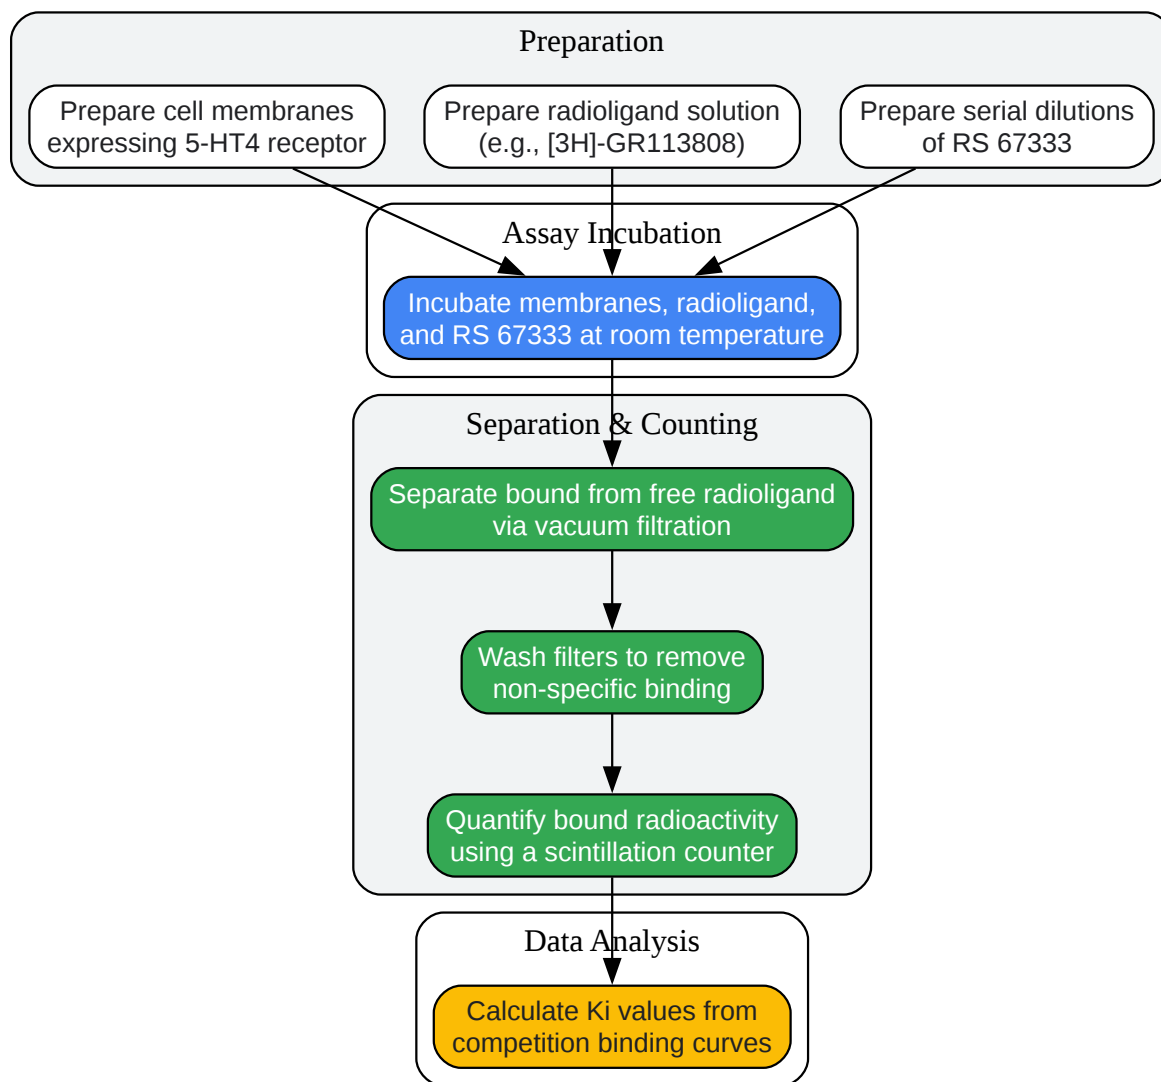 Preparation
Prepare cell membranes
expressing 5-HT4 receptor
Prepare radioligand solution
(e.g., [3H]-GR113808)
Prepare serial dilutions
of RS 67333
Assay Incubation
Incubate membranes, radioligand,
and RS 67333 at room temperature
Separation & Counting
Separate bound from free radioligand
via vacuum filtration
Wash filters to remove
non-specific binding
Quantify bound radioactivity
using a scintillation counter
Data Analysis
Calculate Ki values from
competition binding curves